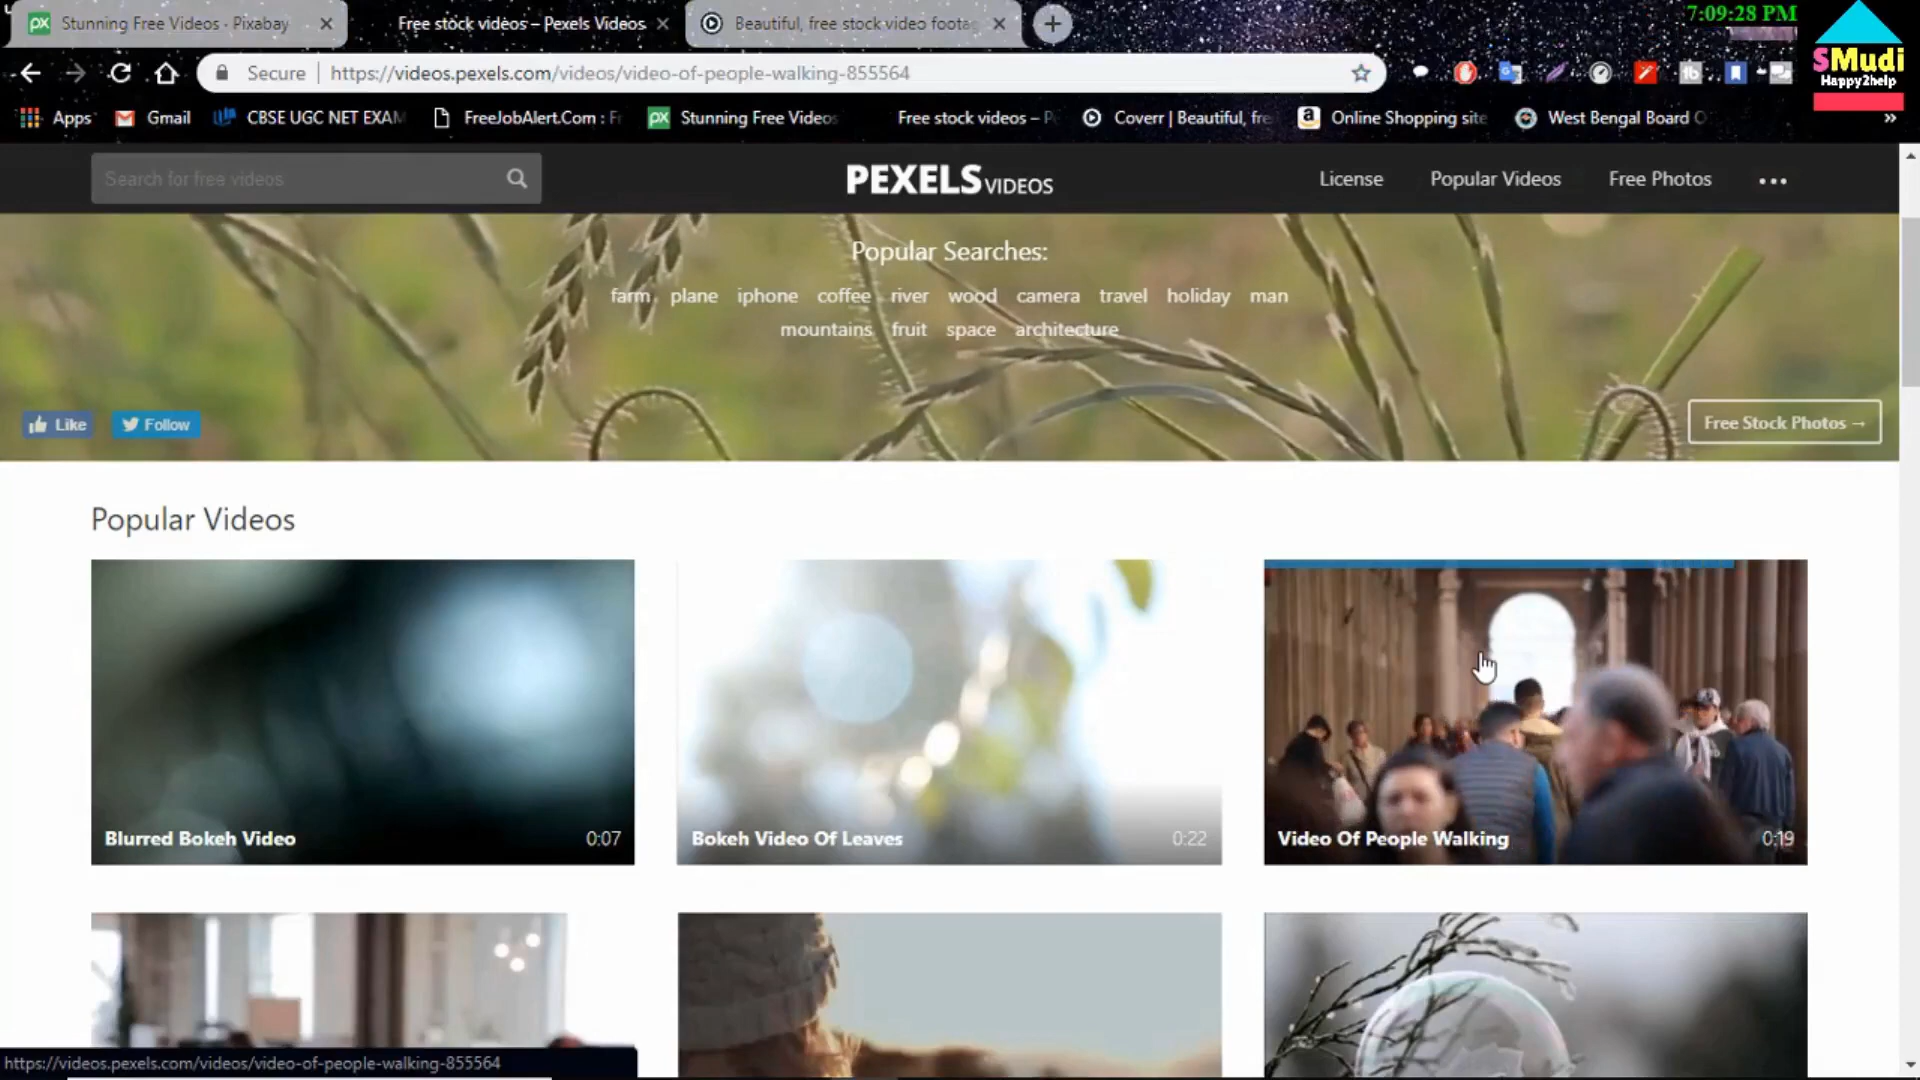 Stunning Free Videos · Pixabay
Free stock videos – Pexels Videos
Beautiful, free stock video foota
7:09:28 PM
SMudi
Happy2help
Secure
https://videos.pexels.com/videos/video-of-people-walking-855564
Apps
Gmail
CBSE UGC NET EXAM
FreeJobAlert.Com : Fr
px Stunning Free Videos
Free stock videos – P
Coverr | Beautiful, fre
Online Shopping site
West Bengal Board O
»
Search for free videos
PEXELS VIDEOS
License
Popular Videos
Free Photos
Popular Searches:
farm plane iphone coffee river wood camera travel holiday man
mountains fruit space architecture
Like
Follow
Free Stock Photos →
Popular Videos
Blurred Bokeh Video 0:07
Bokeh Video Of Leaves 0:22
Video Of People Walking 0:19
https://videos.pexels.com/videos/video-of-people-walking-855564